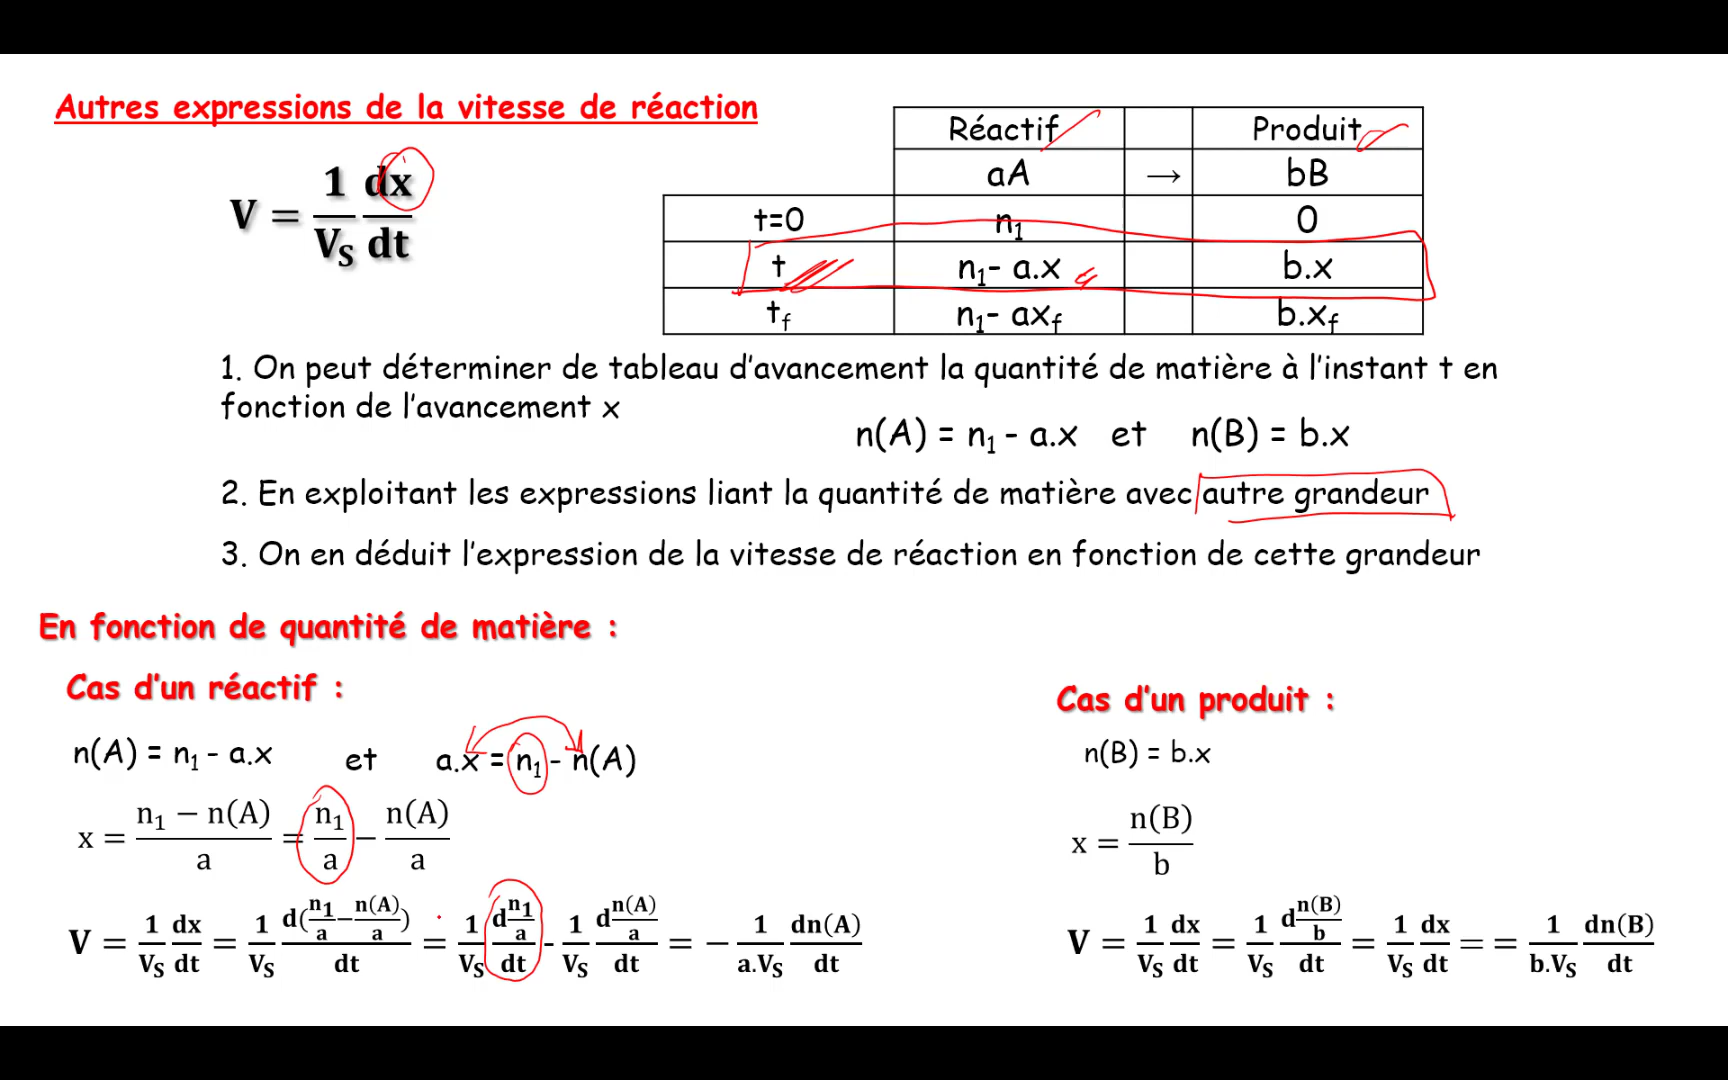 Autres expressions de la vitesse de réaction
V = 1/V_S dx/dt
Réactif Produit
aA → bB
t=0 n₁ 0
t n₁- a.x b.x
t_f n₁- ax_f b.x_f
1. On peut déterminer de tableau d'avancement la quantité de matière à l'instant t en
fonction de l'avancement x
n(A) = n₁ - a.x et n(B) = b.x
2. En exploitant les expressions liant la quantité de matière avec autre grandeur
3. On en déduit l'expression de la vitesse de réaction en fonction de cette grandeur
En fonction de quantité de matière :
Cas d'un réactif :
n(A) = n₁ - a.x et a.x = n₁ - n(A)
x = (n₁ − n(A))/a = n₁/a − n(A)/a
V = 1/V_S dx/dt = 1/V_S d(n₁/a − n(A)/a)/dt = 1/V_S d(n₁/a)/dt - 1/V_S d(n(A)/a)/dt = − 1/(a.V_S) dn(A)/dt
Cas d'un produit :
n(B) = b.x
x = n(B)/b
V = 1/V_S dx/dt = 1/V_S d(n(B)/b)/dt = 1/V_S dx/dt = = 1/(b.V_S) dn(B)/dt